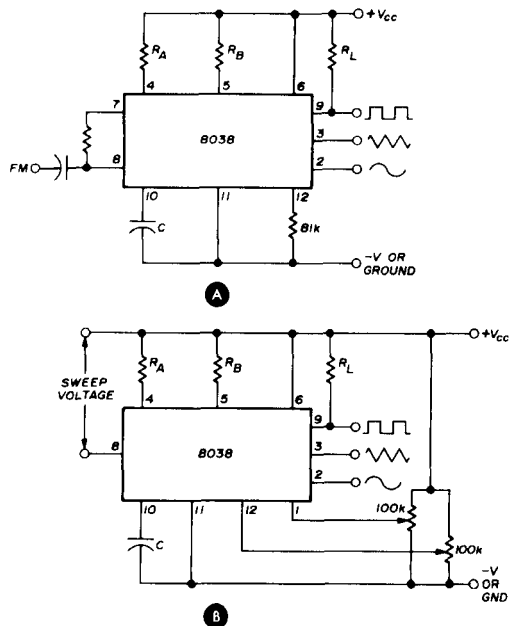 +Vcc
RA
RB
RL
4
5
6
7
9
8038
3
FM
8
2
10
11
12
C
81k
-V OR
GROUND
A
+Vcc
RA
RB
RL
SWEEP
VOLTAGE
4
5
6
9
8
8038
3
2
10
11
12
1
100k
100k
C
-V
OR
GND
B